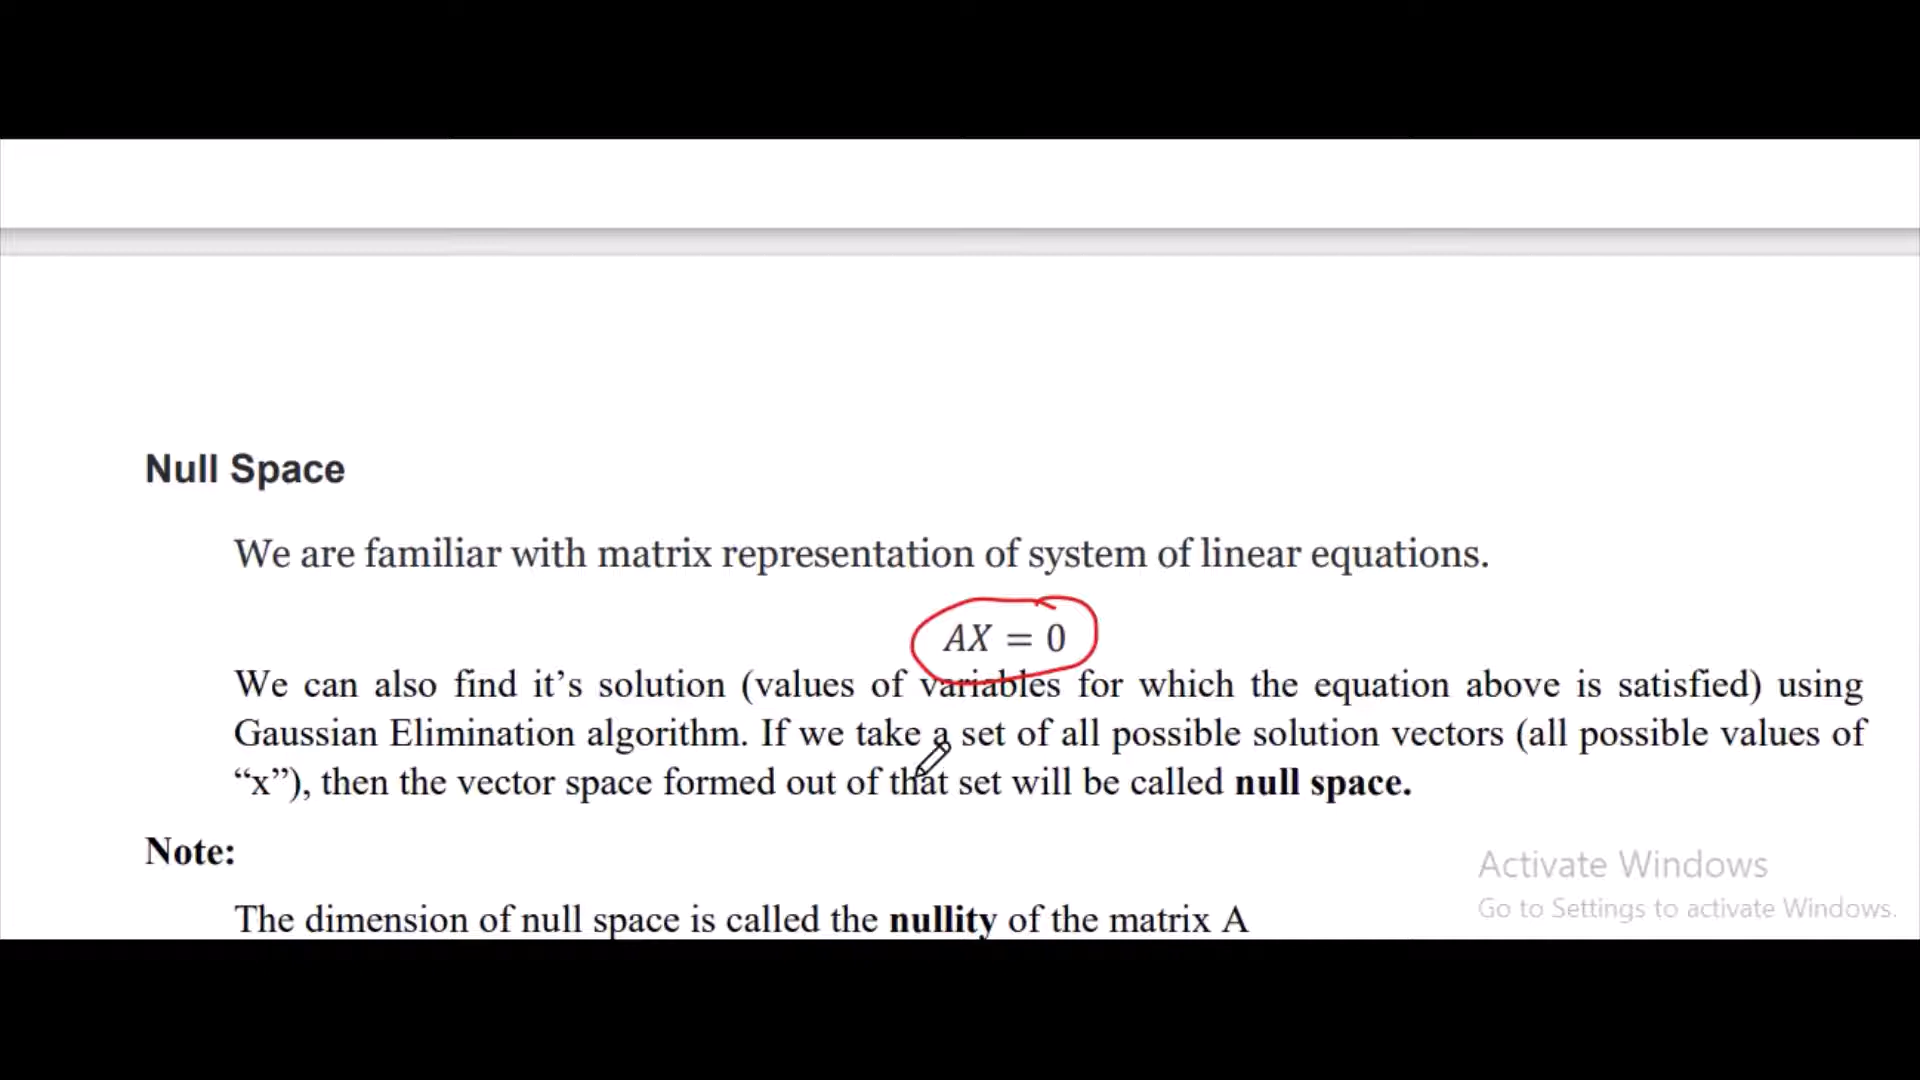 Null Space
We are familiar with matrix representation of system of linear equations.
AX = 0
We can also find it’s solution (values of variables for which the equation above is satisfied) using
Gaussian Elimination algorithm. If we take a set of all possible solution vectors (all possible values of
“x”), then the vector space formed out of that set will be called null space.
Note:
Activate Windows
Go to Settings to activate Windows.
The dimension of null space is called the nullity of the matrix A